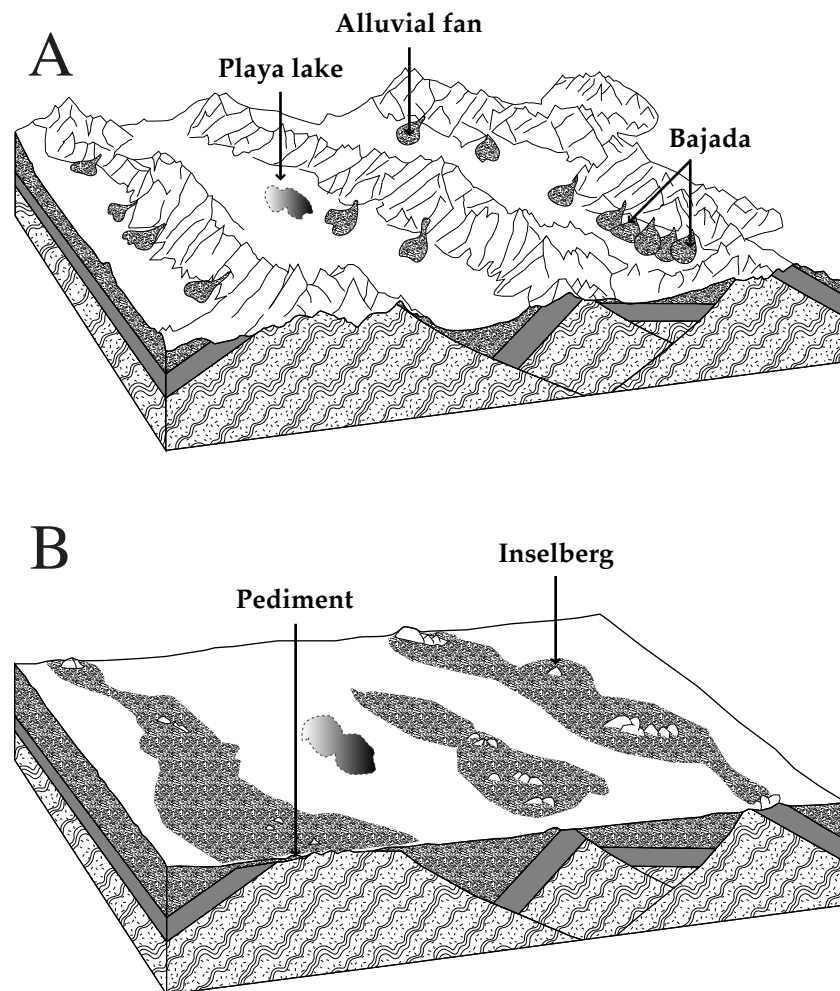 A
Alluvial fan
Playa lake
Bajada
B
Inselberg
Pediment